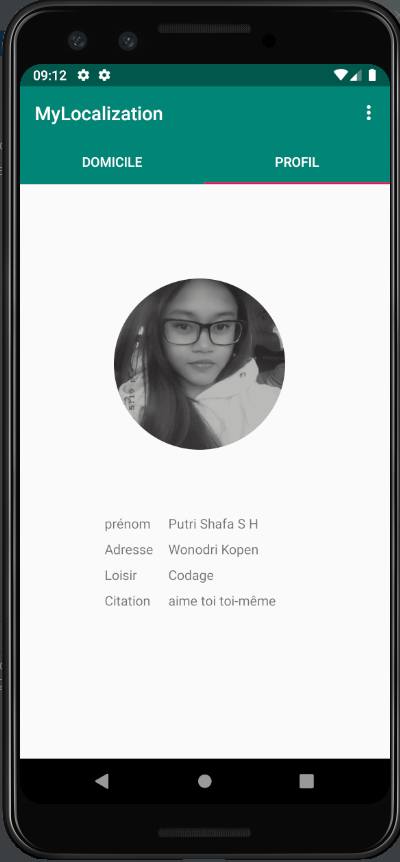 09:12
MyLocalization
DOMICILE PROFIL
prénom Putri Shafa S H
Adresse Wonodri Kopen
Loisir Codage
Citation aime toi toi-même